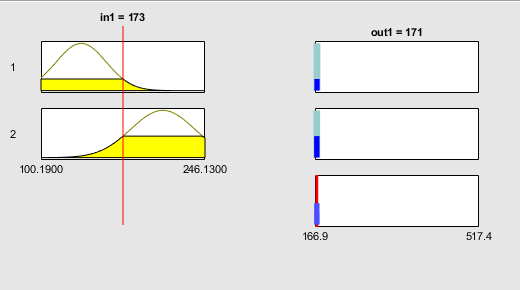 in1 = 173
out1 = 171
1
2
100.1900 246.1300
166.9 517.4